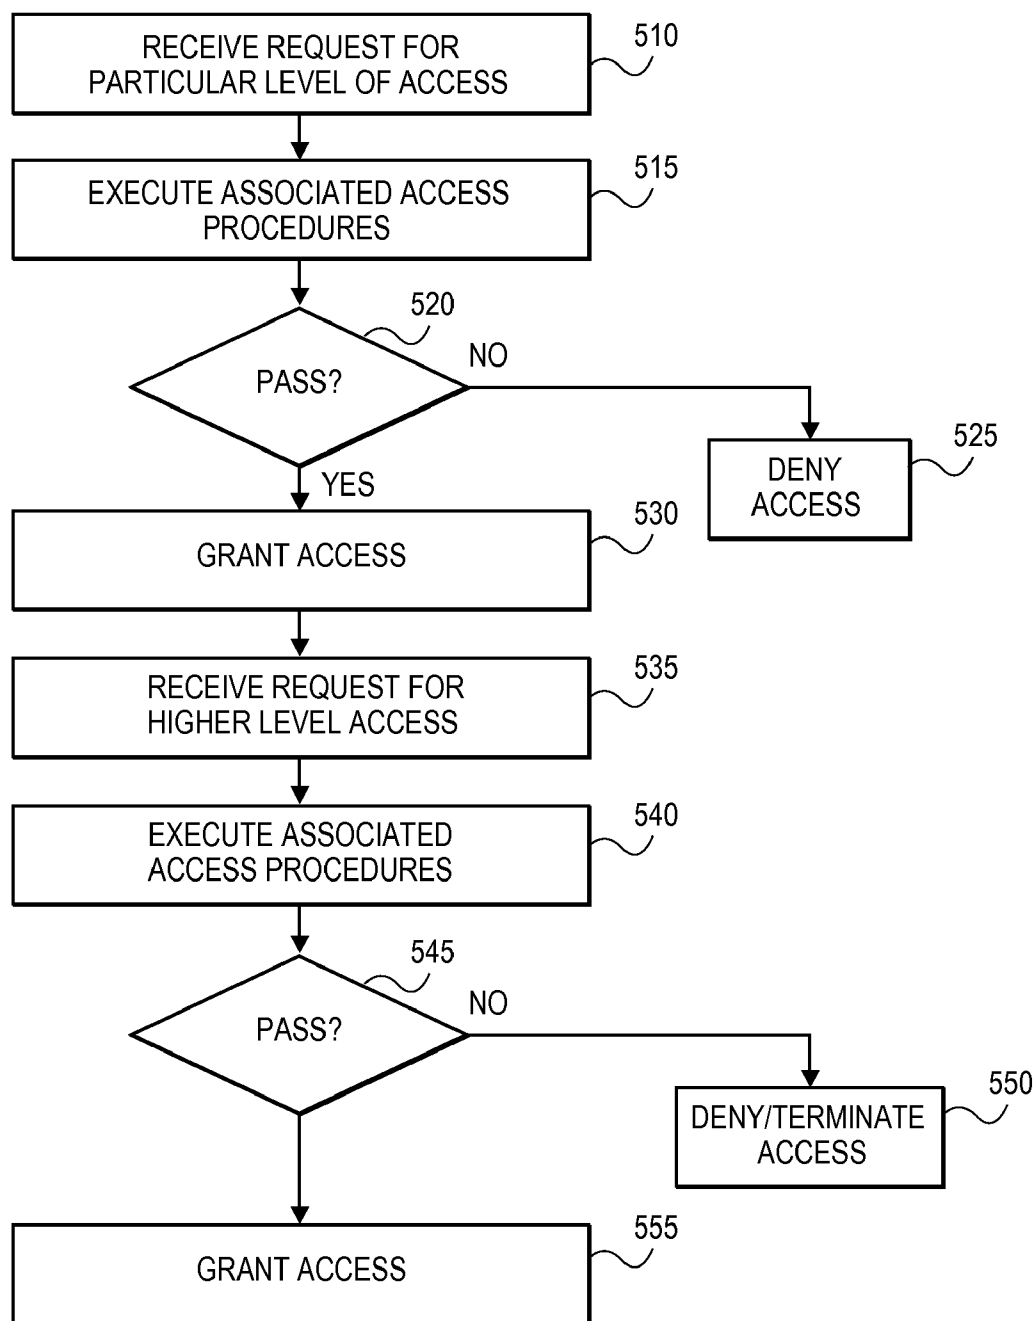 RECEIVE REQUEST FOR
PARTICULAR LEVEL OF ACCESS
510
EXECUTE ASSOCIATED ACCESS
PROCEDURES
515
520
PASS?
NO
YES
DENY
ACCESS
525
GRANT ACCESS
530
RECEIVE REQUEST FOR
HIGHER LEVEL ACCESS
535
EXECUTE ASSOCIATED
ACCESS PROCEDURES
540
545
PASS?
NO
DENY/TERMINATE
ACCESS
550
GRANT ACCESS
555